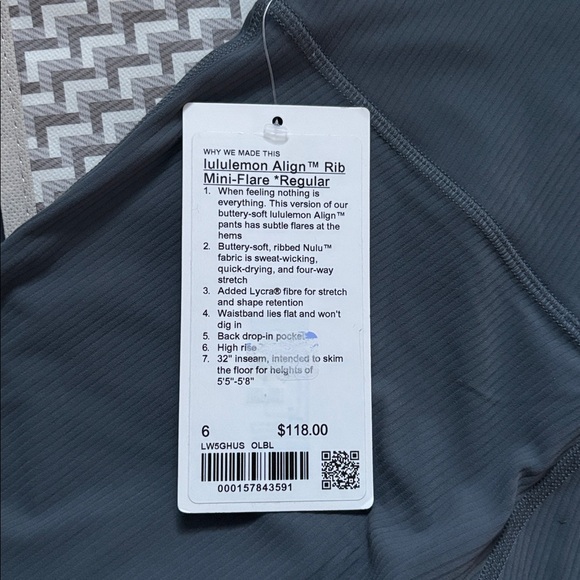 WHY WE MADE THIS
lululemon Align™ Rib
Mini-Flare *Regular
1. When feeling nothing is
everything. This version of our
buttery-soft lululemon Align™
pants has subtle flares at the
hems
2. Buttery-soft, ribbed Nulu™
fabric is sweat-wicking,
quick-drying, and four-way
stretch
3. Added Lycra® fibre for stretch
and shape retention
4. Waistband lies flat and won't
dig in
5. Back drop-in pocket
6. High rise
7. 32" inseam, intended to skim
the floor for heights of
5'5"-5'8"
6 $118.00
LW5GHUS OLBL
000157843591